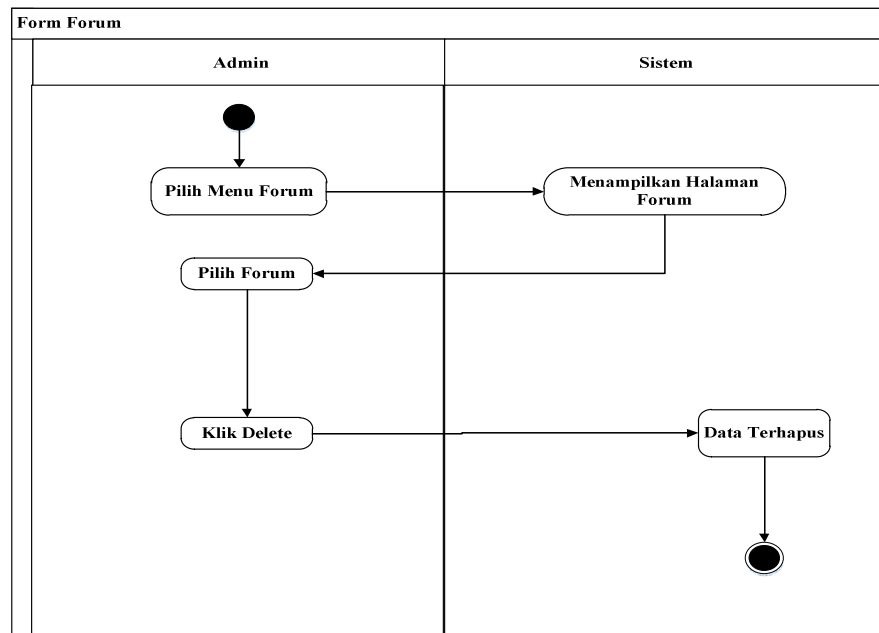 Form Forum
Admin
Sistem
Pilih Menu Forum
Menampilkan Halaman
Forum
Pilih Forum
Klik Delete
Data Terhapus